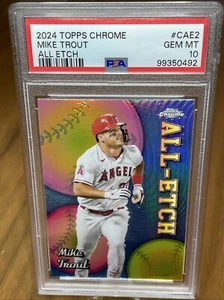 2024 TOPPS CHROME #CAE2
MIKE TROUT GEM MT
ALL ETCH 10
PSA 99350492
Topps
Chrome
ALL-ETCH
ANGELS
Mike
Trout